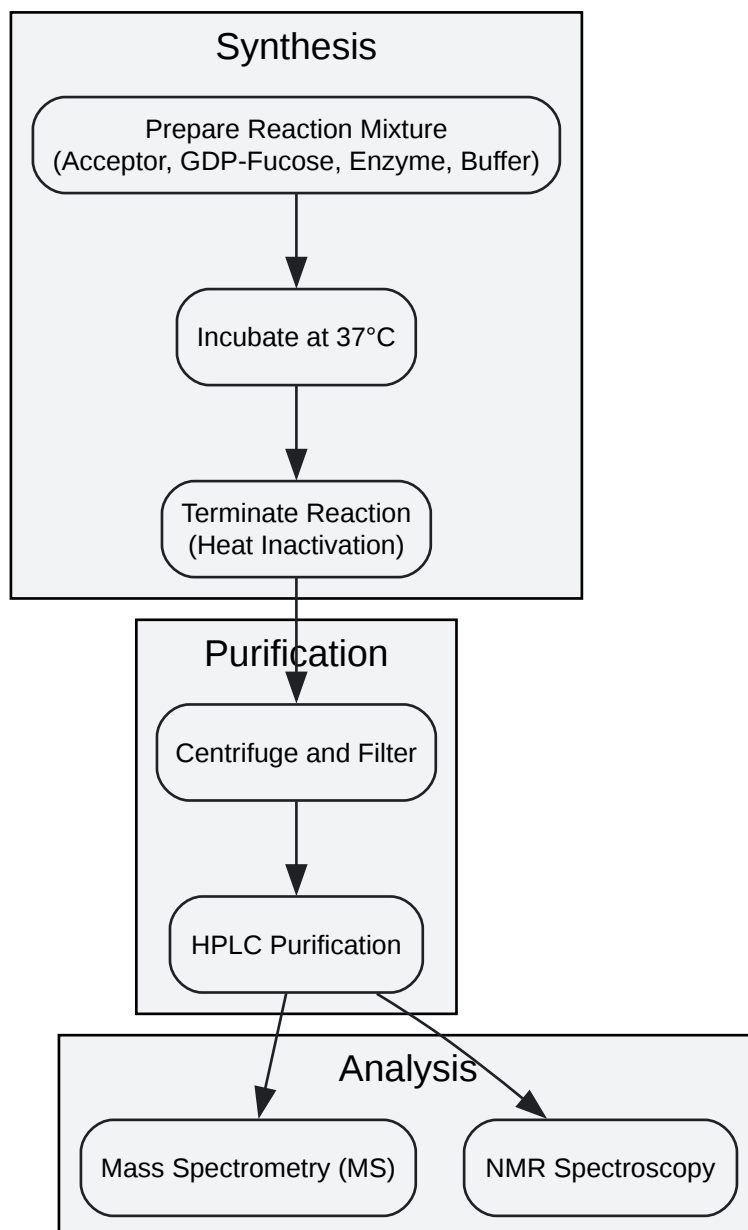 Synthesis
Prepare Reaction Mixture
(Acceptor, GDP-Fucose, Enzyme, Buffer)
Incubate at 37°C
Terminate Reaction
(Heat Inactivation)
Purification
Centrifuge and Filter
HPLC Purification
Analysis
Mass Spectrometry (MS)
NMR Spectroscopy